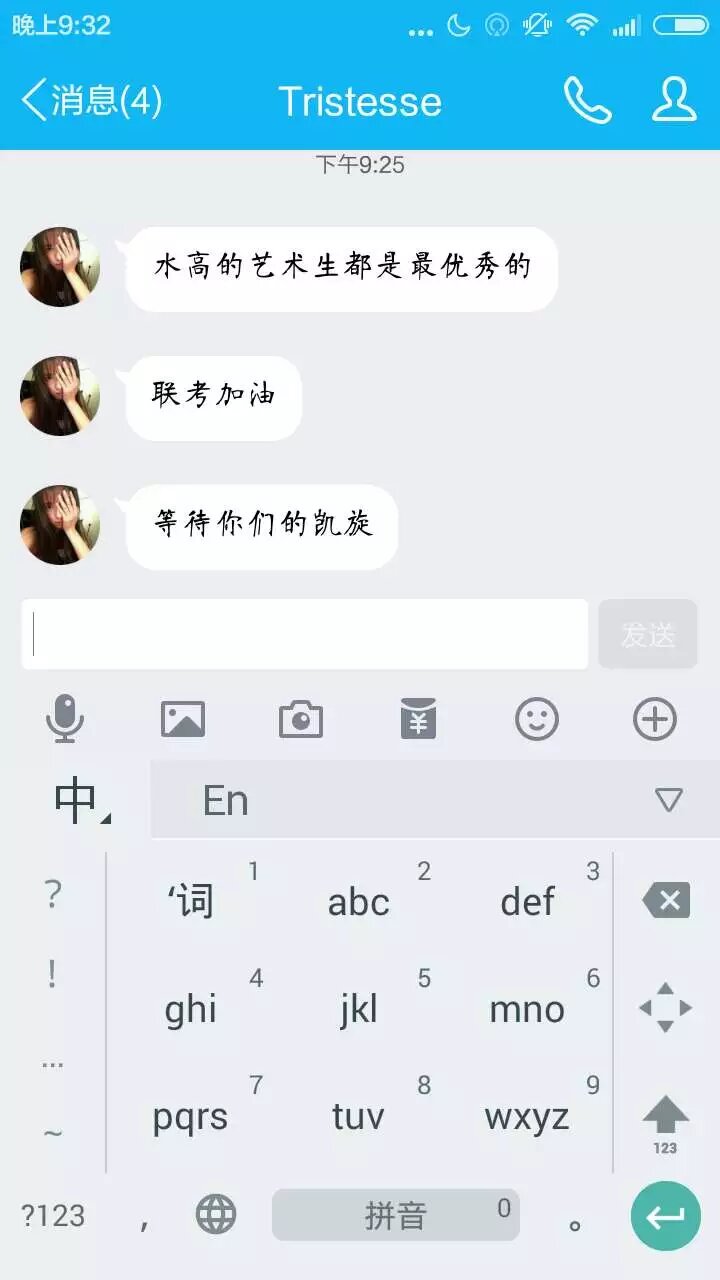 晚上9:32
消息(4)
Tristesse
下午9:25
水高的艺术生都是最优秀的
联考加油
等待你们的凯旋
发送
中
En
?
!
...
~
‘词 1
abc 2
def 3
ghi 4
jkl 5
mno 6
pqrs 7
tuv 8
wxyz 9
123
?123
,
拼音 0
。